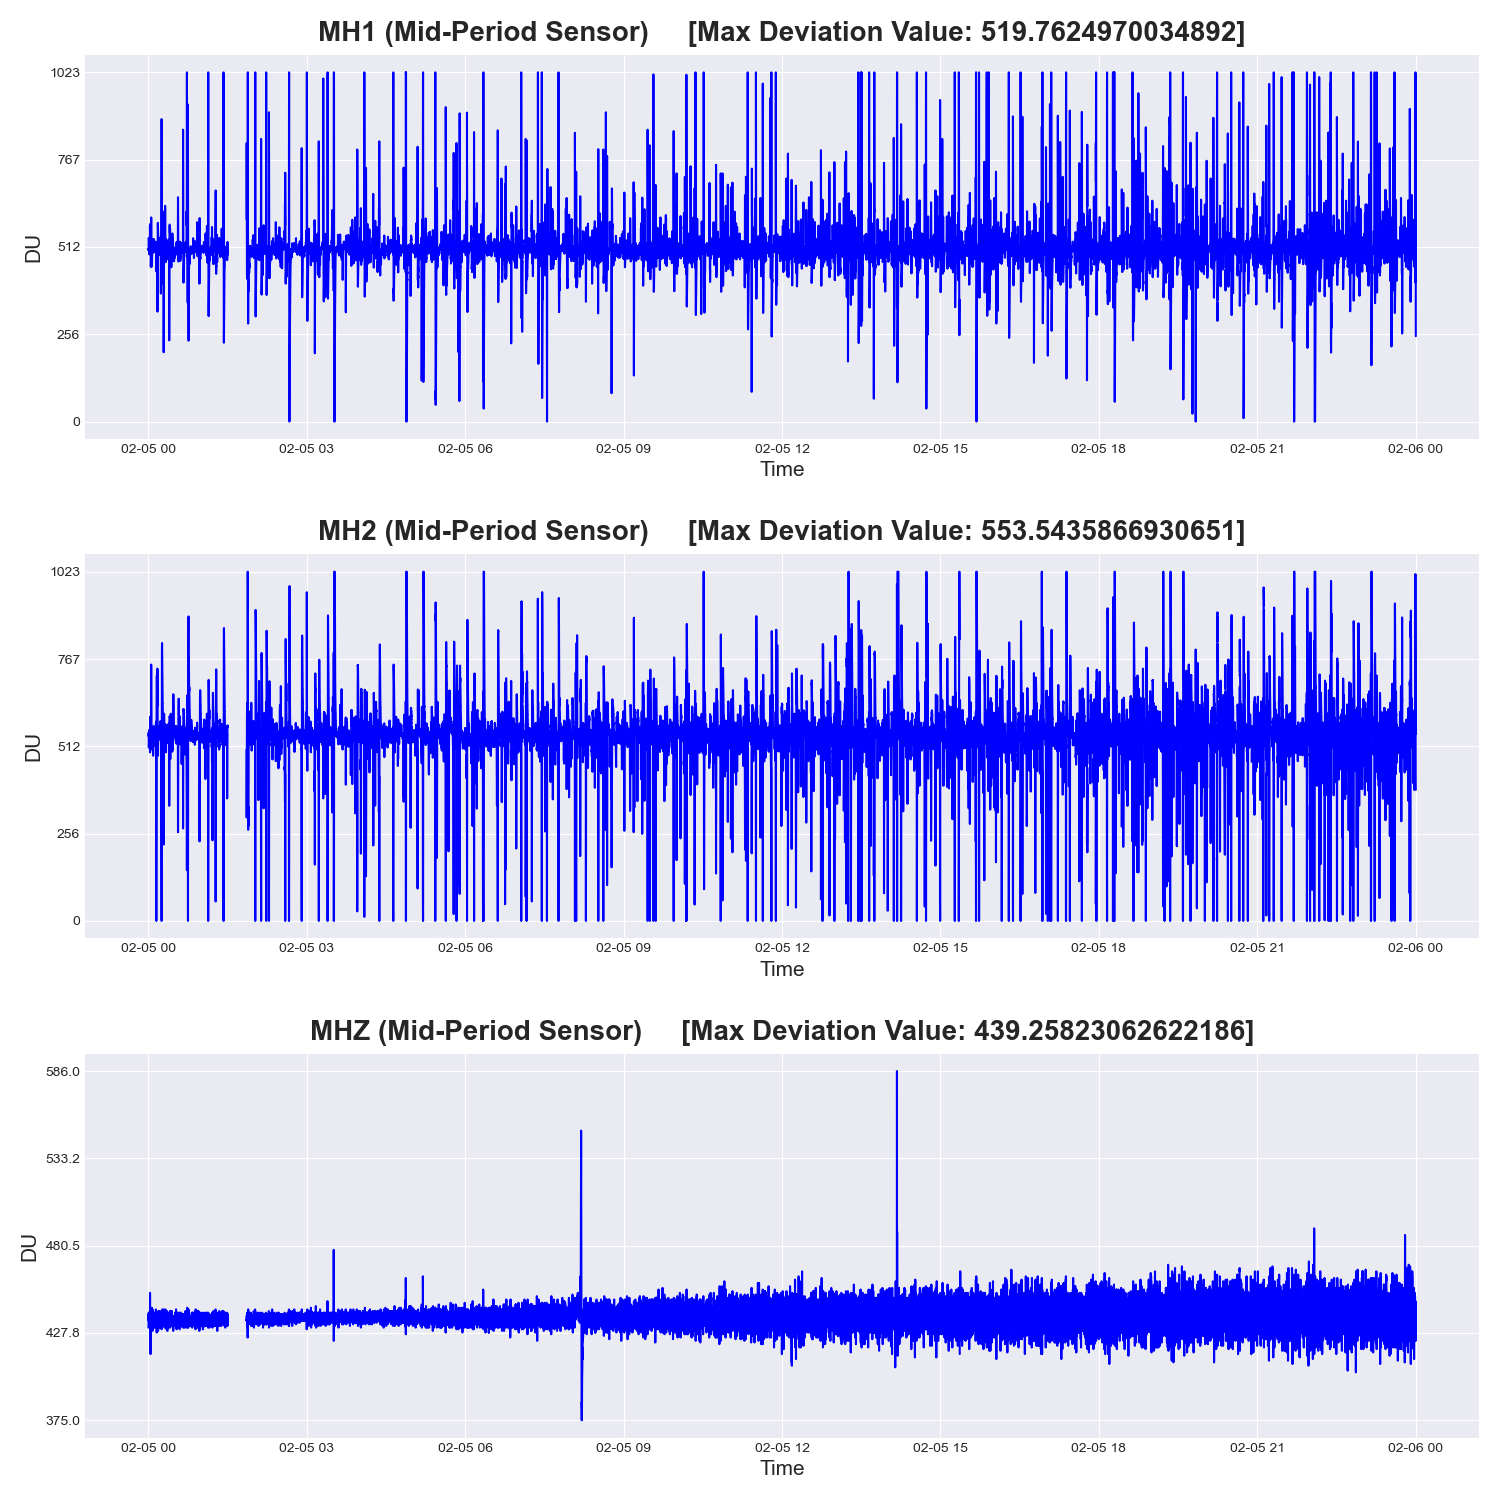 MH1 (Mid-Period Sensor) [Max Deviation Value: 519.7624970034892]
1023
767
512
256
0
DU
02-05 00 02-05 03 02-05 06 02-05 09 02-05 12 02-05 15 02-05 18 02-05 21 02-06 00
Time
MH2 (Mid-Period Sensor) [Max Deviation Value: 553.5435866930651]
1023
767
512
256
0
DU
02-05 00 02-05 03 02-05 06 02-05 09 02-05 12 02-05 15 02-05 18 02-05 21 02-06 00
Time
MHZ (Mid-Period Sensor) [Max Deviation Value: 439.25823062622186]
586.0
533.2
480.5
427.8
375.0
DU
02-05 00 02-05 03 02-05 06 02-05 09 02-05 12 02-05 15 02-05 18 02-05 21 02-06 00
Time